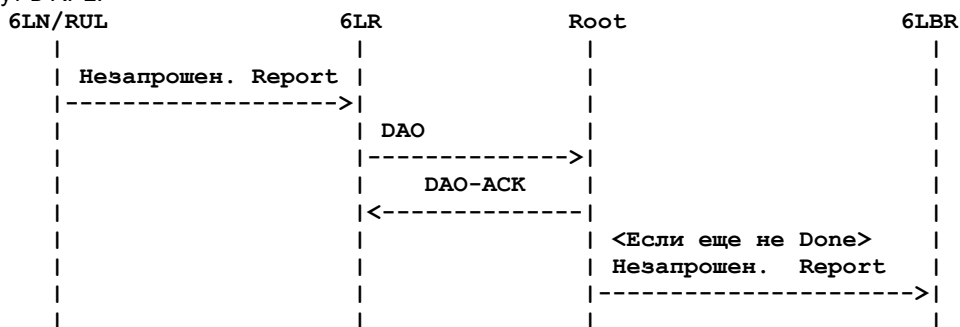 6LN/RUL 6LR Root 6LBR
Незапрошен. Report
DAO
DAO-ACK
<Если еще не Done>
Незапрошен. Report